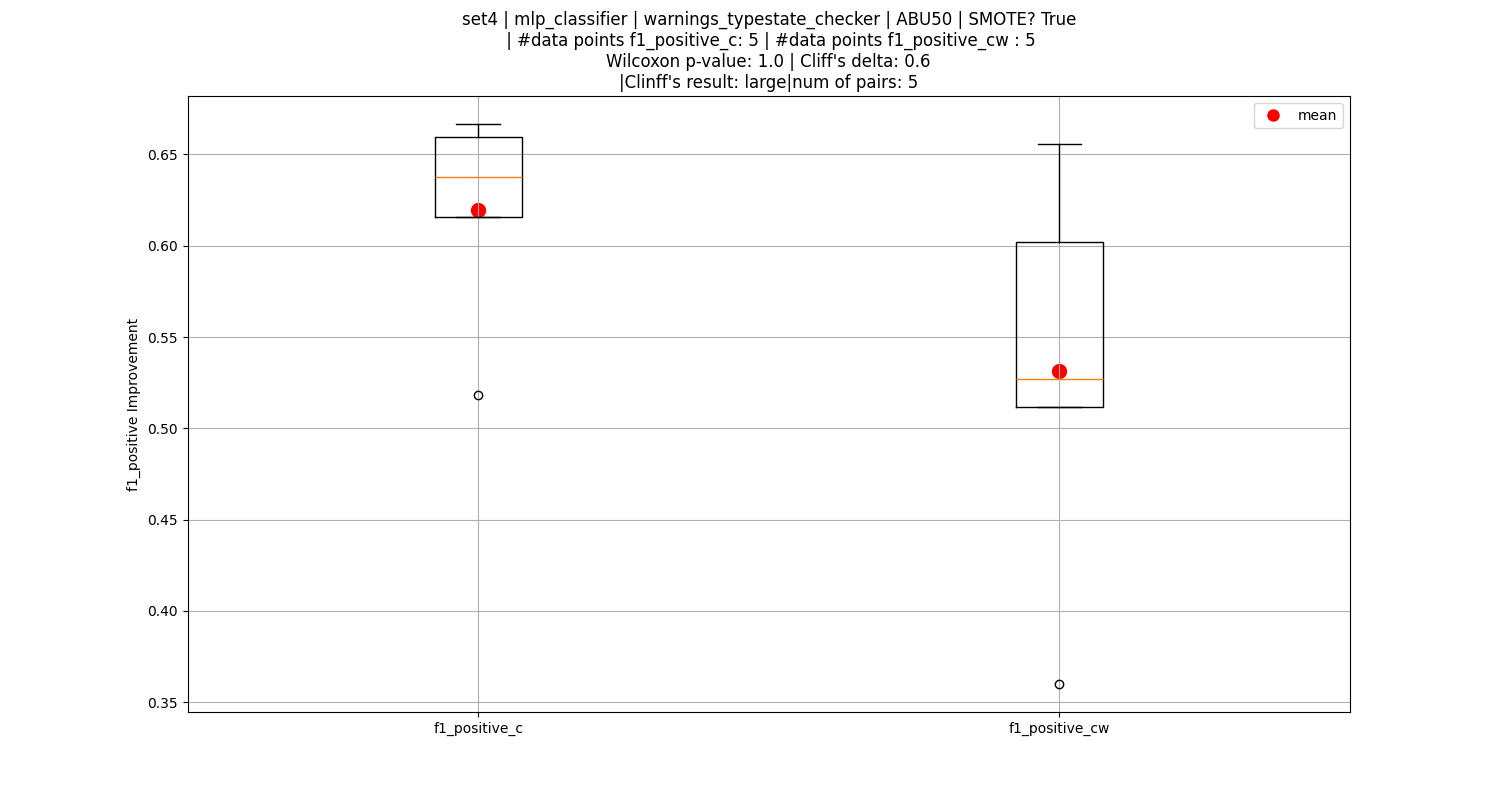 set4 | mlp_classifier | warnings_typestate_checker | ABU50 | SMOTE? True
| #data points f1_positive_c: 5 | #data points f1_positive_cw : 5
Wilcoxon p-value: 1.0 | Cliff's delta: 0.6
|Clinff's result: large|num of pairs: 5
mean
0.65
0.60
0.55
0.50
0.45
0.40
0.35
f1_positive Improvement
f1_positive_c
f1_positive_cw